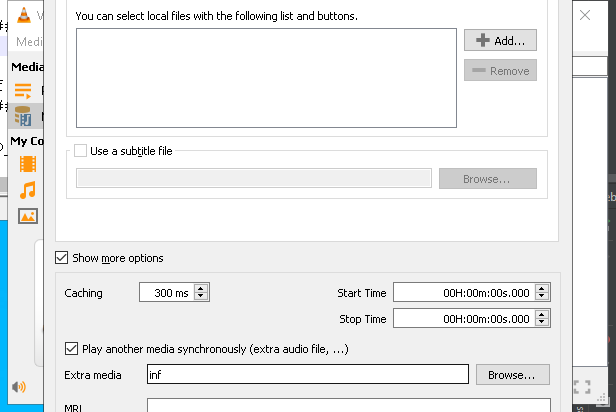 Medi
You can select local files with the following list and buttons.
Add...
Remove
Media
My Co
Use a subtitle file
Browse...
Show more options
Caching
300 ms
Start Time
00H:00m:00s.000
Stop Time
00H:00m:00s.000
Play another media synchronously (extra audio file, ...)
Extra media
inf
Browse...
MRL